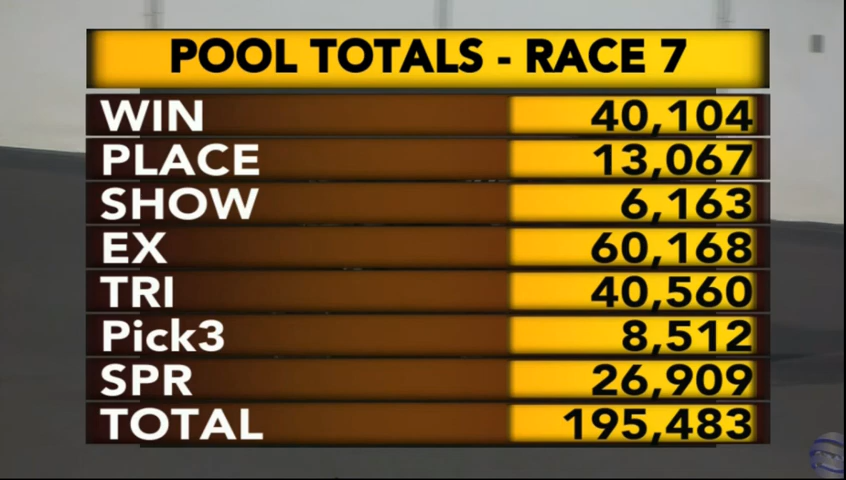 POOL TOTALS - RACE 7
WIN 40,104
PLACE 13,067
SHOW 6,163
EX 60,168
TRI 40,560
Pick3 8,512
SPR 26,909
TOTAL 195,483